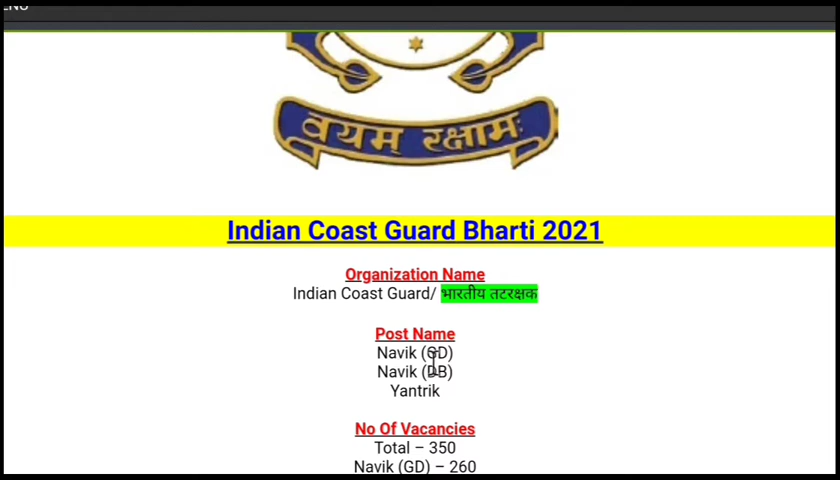 वयम् रक्षामः
Indian Coast Guard Bharti 2021
Organization Name
Indian Coast Guard/ भारतीय तटरक्षक
Post Name
Navik (GD)
Navik (DB)
Yantrik
No Of Vacancies
Total – 350
Navik (GD) – 260